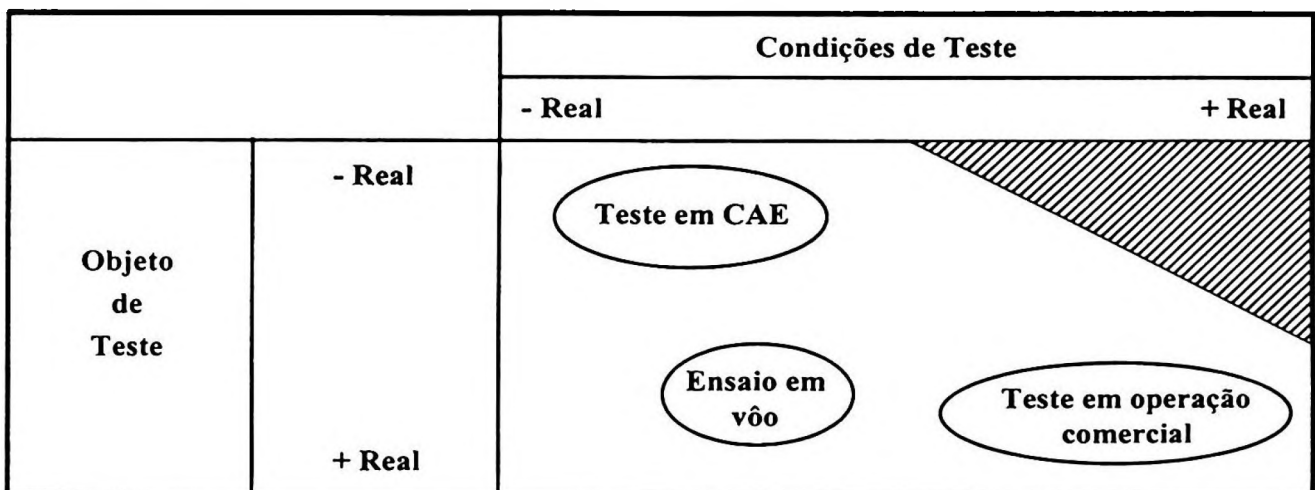 Condições de Teste
- Real
+ Real
- Real
Teste em CAE
Objeto
de
Teste
Ensaio em
vôo
Teste em operação
comercial
+ Real